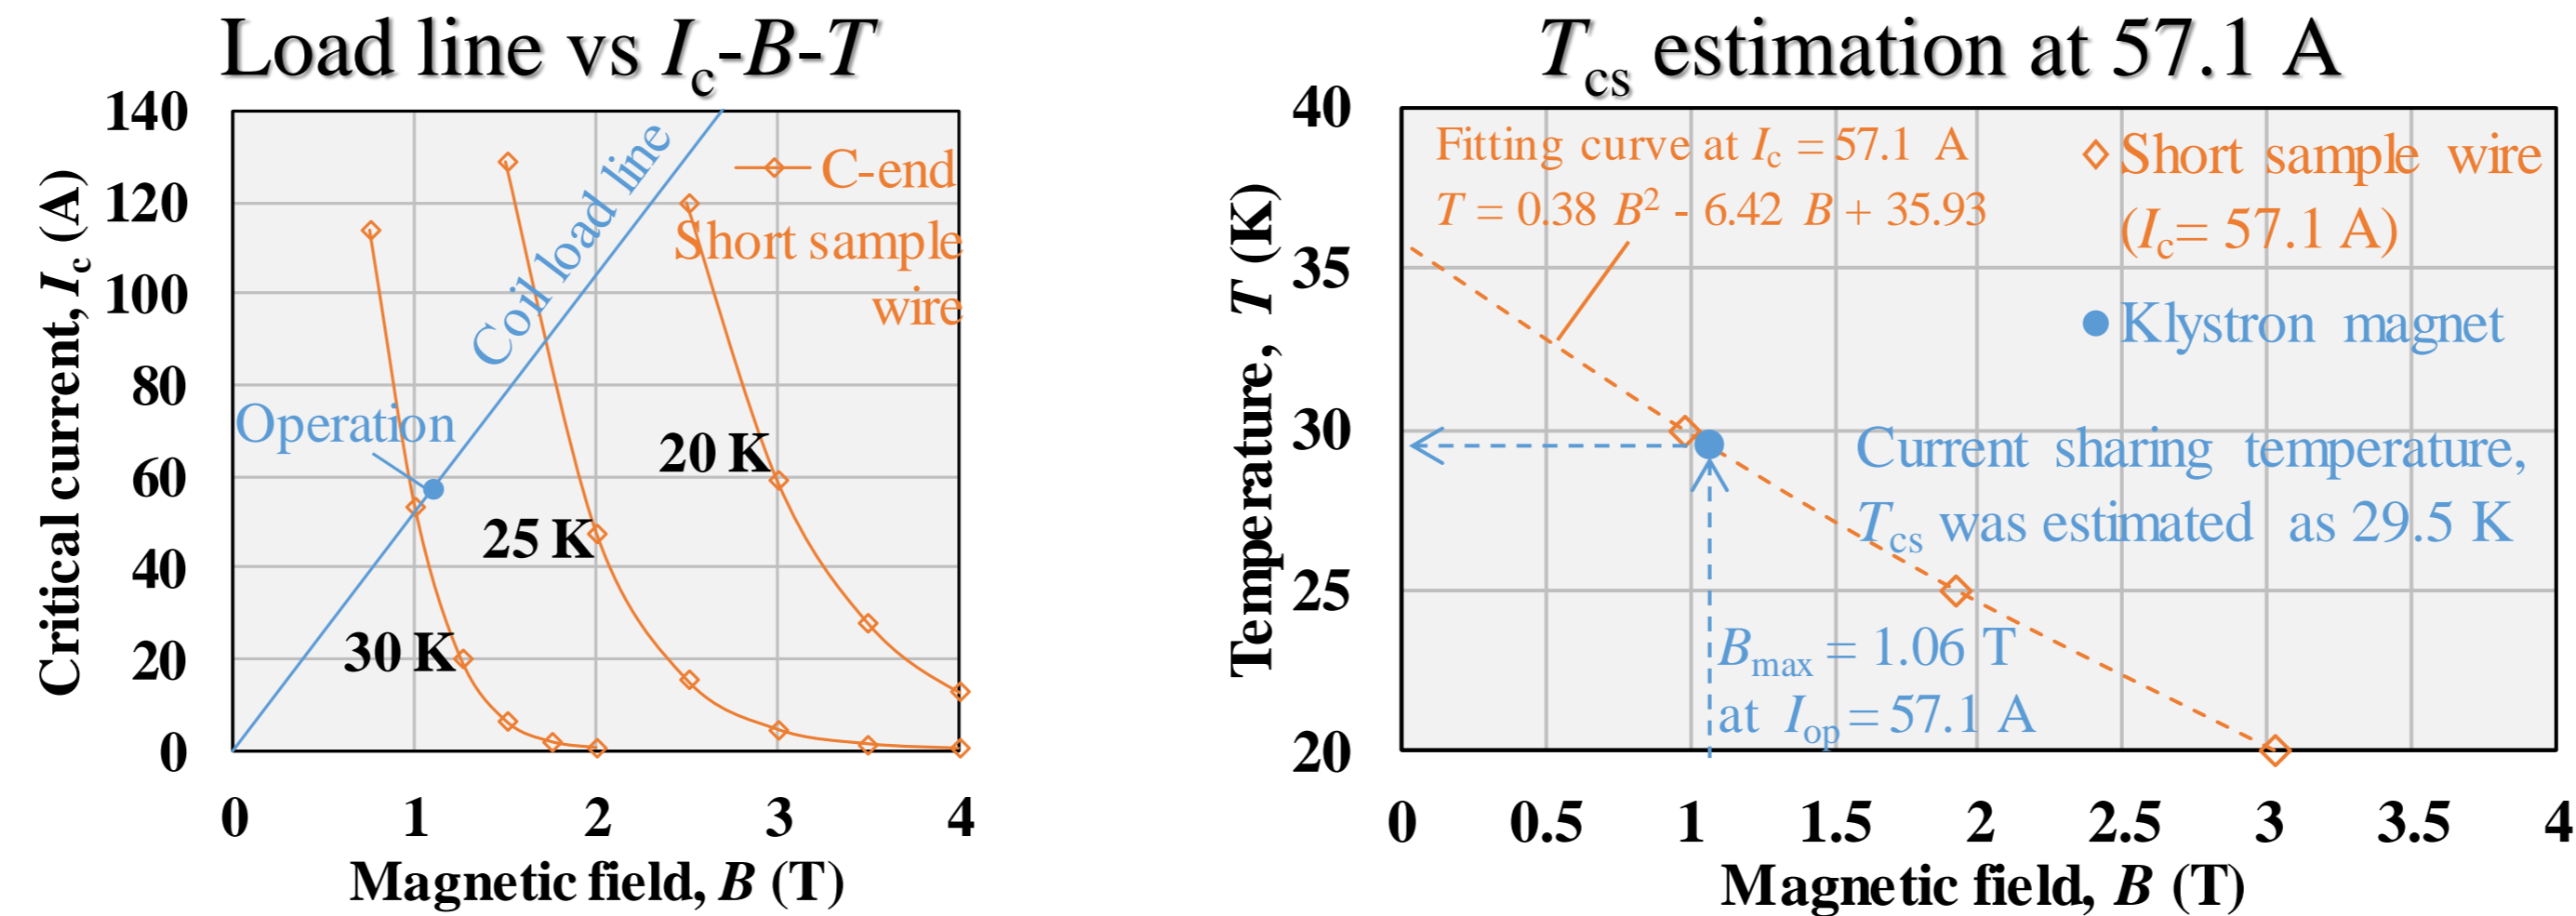 Load line vs Ic-B-T
140
120
100
80
60
40
20
0
0 1 2 3 4
Critical current, Ic (A)
Magnetic field, B (T)
Coil load line
C-end
Short sample
wire
Operation
20 K
25 K
30 K
Tcs estimation at 57.1 A
40
35
30
25
20
0 0.5 1 1.5 2 2.5 3 3.5 4
Temperature, T (K)
Magnetic field, B (T)
Fitting curve at Ic = 57.1 A
T = 0.38 B² - 6.42 B + 35.93
Short sample wire
(Ic= 57.1 A)
Klystron magnet
Current sharing temperature,
Tcs was estimated as 29.5 K
Bmax = 1.06 T
at Iop = 57.1 A